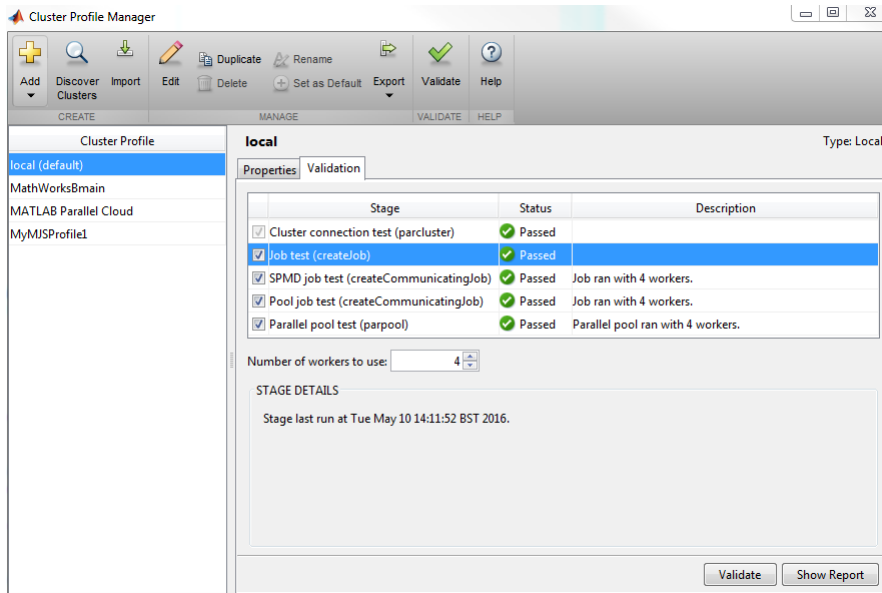 Cluster Profile Manager
Add Discover Clusters Import Edit Duplicate Delete Rename Set as Default Export Validate Help
CREATE MANAGE VALIDATE HELP
Cluster Profile
local (default)
MathWorksBmain
MATLAB Parallel Cloud
MyMJSProfile1
local Type: Local
Properties Validation
Stage Status Description
Cluster connection test (parcluster) Passed
Job test (createJob) Passed
SPMD job test (createCommunicatingJob) Passed Job ran with 4 workers.
Pool job test (createCommunicatingJob) Passed Job ran with 4 workers.
Parallel pool test (parpool) Passed Parallel pool ran with 4 workers.
Number of workers to use: 4
STAGE DETAILS
Stage last run at Tue May 10 14:11:52 BST 2016.
Validate Show Report